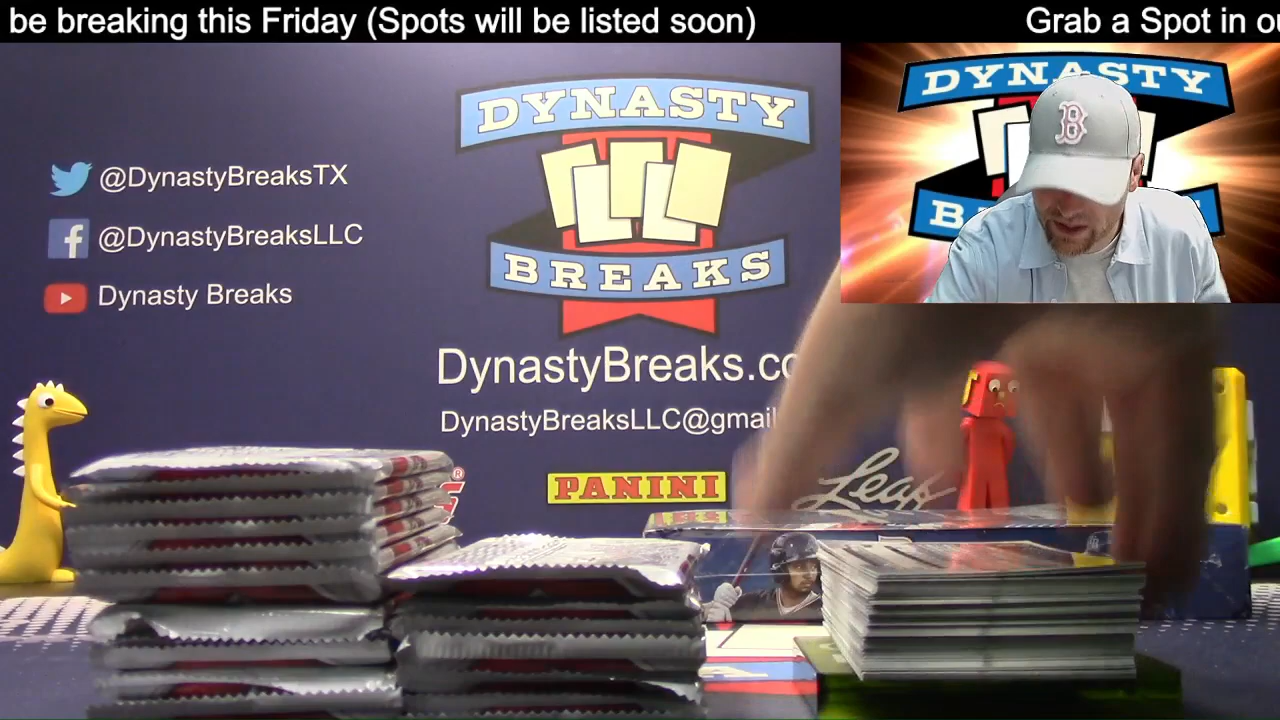 be breaking this Friday (Spots will be listed soon)
Grab a Spot in
DYNASTY
BREAKS
DYNASTY
B
B
@DynastyBreaksTX
@DynastyBreaksLLC
Dynasty Breaks
DynastyBreaks.co
DynastyBreaksLLC@gmail
PANINI
Leaf